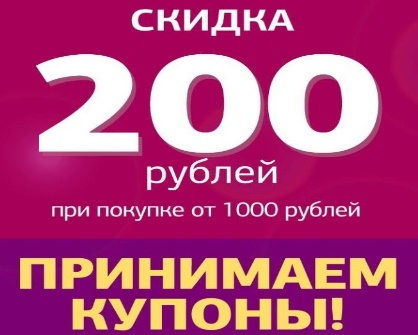 СКИДКА
200
рублей
при покупке от 1000 рублей
ПРИНИМАЕМ
КУПОНЫ!